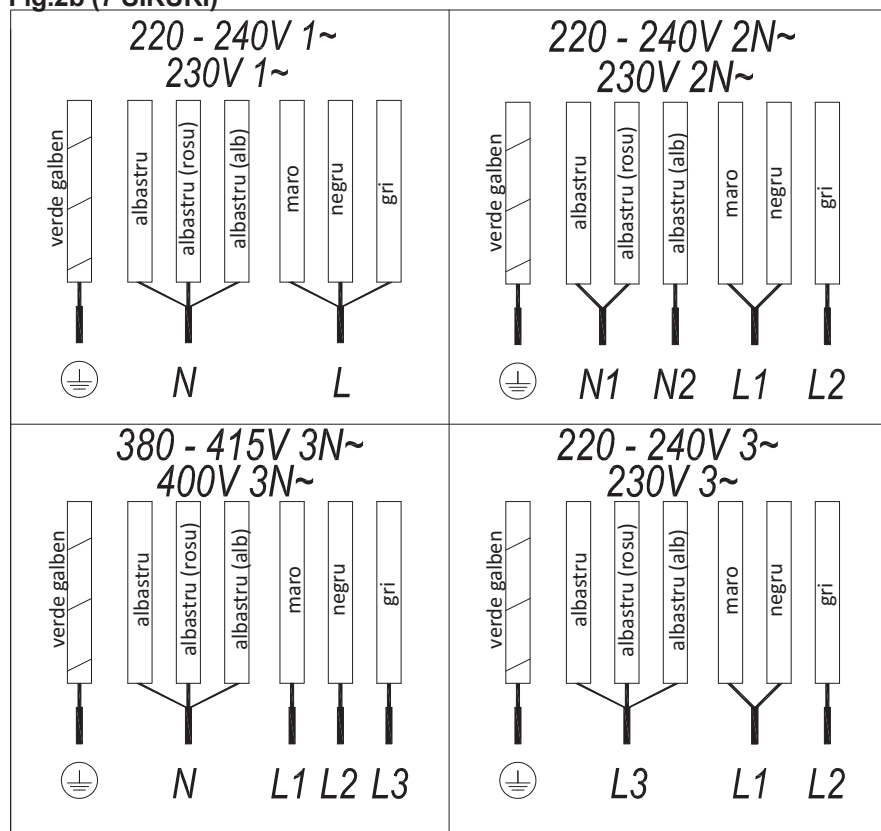 Fig.2b (7
220 - 240V 1~
230V 1~
verde galben
albastru
albastru (rosu)
albastru (alb)
maro
negru
gri
N L
220 - 240V 2N~
230V 2N~
verde galben
albastru
albastru (rosu)
albastru (alb)
maro
negru
gri
N1 N2 L1 L2
380 - 415V 3N~
400V 3N~
verde galben
albastru
albastru (rosu)
albastru (alb)
maro
negru
gri
N L1 L2 L3
220 - 240V 3~
230V 3~
verde galben
albastru
albastru (rosu)
albastru (alb)
maro
negru
gri
L3 L1 L2